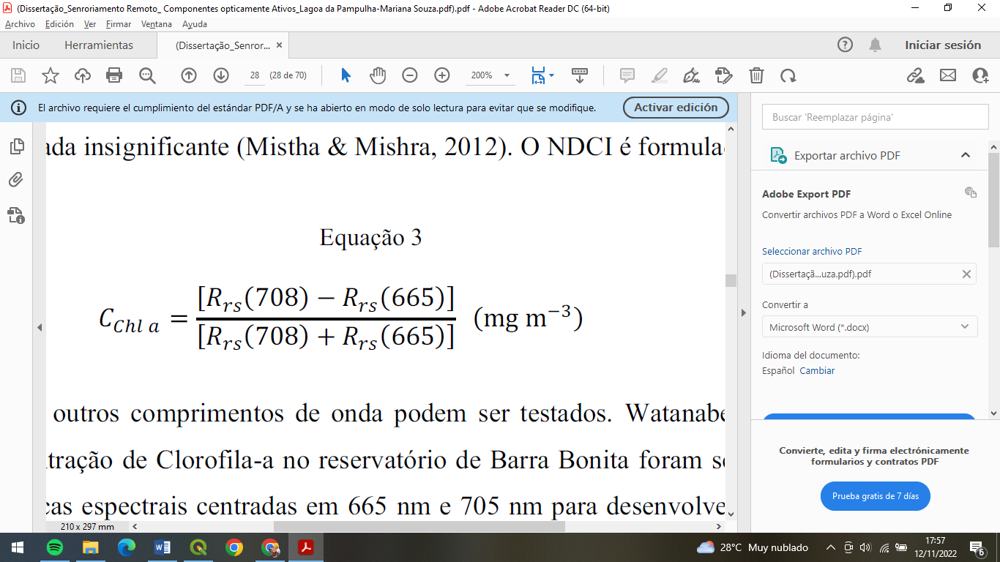 (Dissertação_Senroriamento Remoto_ Componentes opticamente Ativos_Lagoa da Pampulha-Mariana Souza.pdf).pdf - Adobe Acrobat Reader DC (64-bit)
Archivo Edición Ver Firmar Ventana Ayuda
Inicio Herramientas (Dissertação_Senror... × Iniciar sesión
28 (28 de 70) 200%
El archivo requiere el cumplimiento del estándar PDF/A y se ha abierto en modo de solo lectura para evitar que se modifique. Activar edición
ada insignificante (Mistha & Mishra, 2012). O NDCI é formula
Equação 3
C_{Chl a} = [R_{rs}(708) − R_{rs}(665)] / [R_{rs}(708) + R_{rs}(665)] (mg m⁻³)
outros comprimentos de onda podem ser testados. Watanabe
tração de Clorofila-a no reservatório de Barra Bonita foram s
cas espectrais centradas em 665 nm e 705 nm para desenvolve
210 x 297 mm
Buscar 'Reemplazar página'
Exportar archivo PDF
Adobe Export PDF
Convertir archivos PDF a Word o Excel Online
Seleccionar archivo PDF
(Dissertaçã...uza.pdf).pdf
Convertir a
Microsoft Word (*.docx)
Idioma del documento:
Español Cambiar
Convierte, edita y firma electrónicamente
formularios y contratos PDF
Prueba gratis de 7 días
28°C Muy nublado
17:57
12/11/2022
6